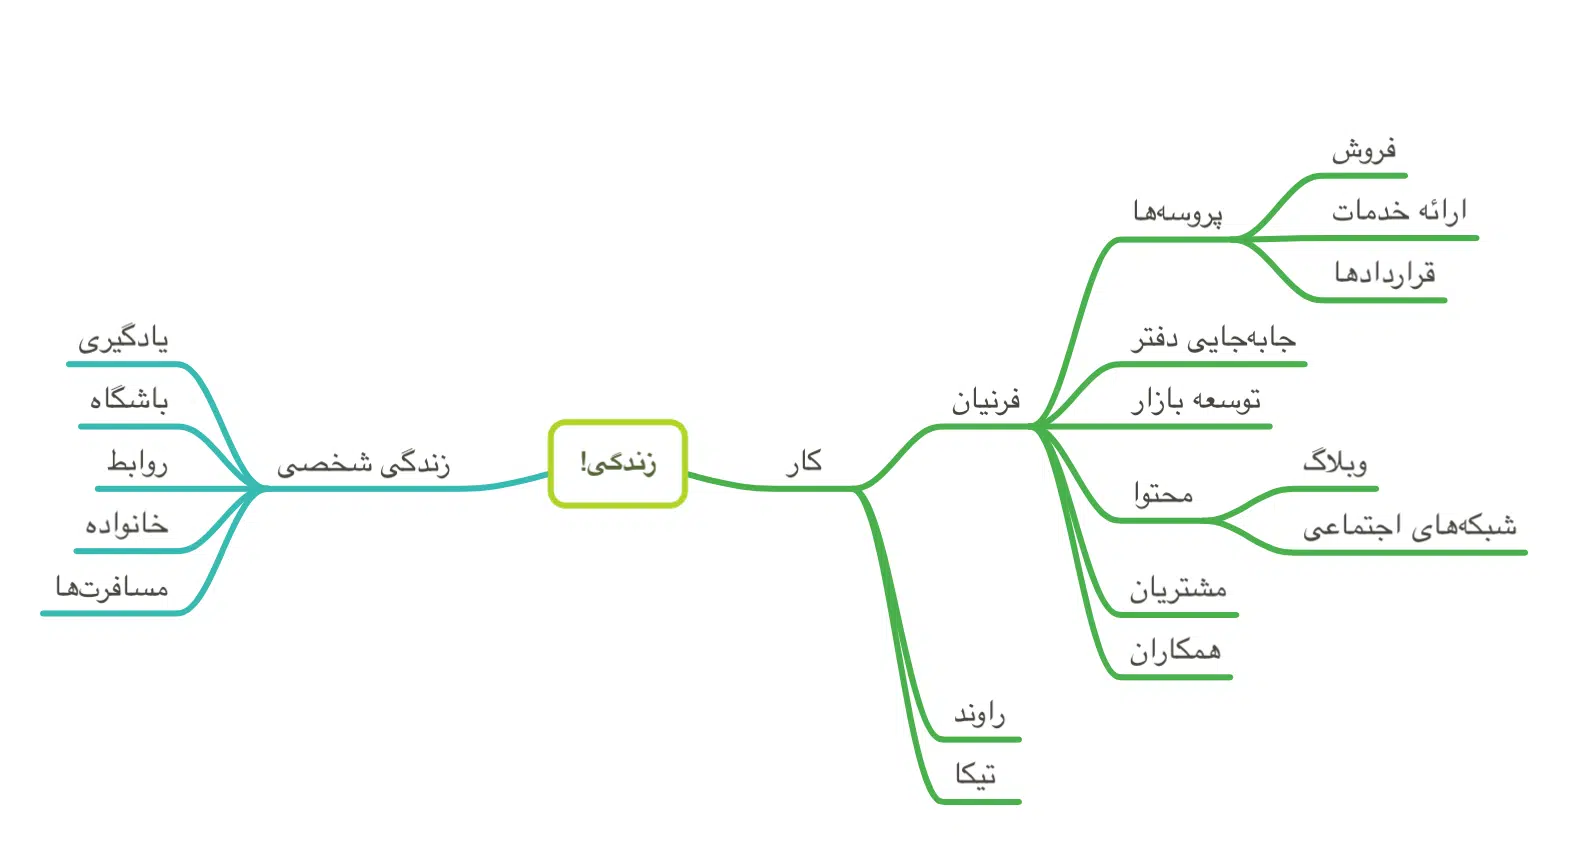 زندگی!
کار
فرنیان
پروسه‌ها
فروش
ارائه خدمات
قراردادها
جابه‌جایی دفتر
توسعه بازار
محتوا
وبلاگ
شبکه‌های اجتماعی
مشتریان
همکاران
راوند
تیکا
زندگی شخصی
یادگیری
باشگاه
روابط
خانواده
مسافرت‌ها